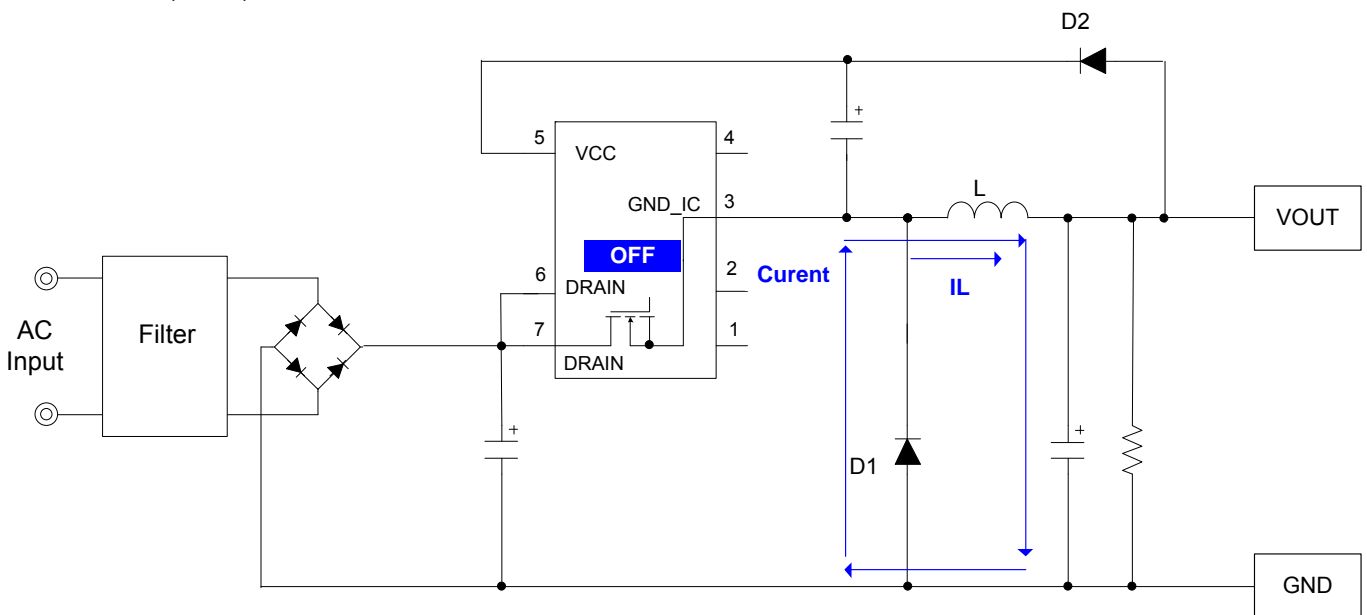 D2
5
VCC
4
GND_IC
3
L
VOUT
OFF
6
DRAIN
2
Curent
IL
AC
Input
Filter
7
DRAIN
1
D1
GND
+
+
+